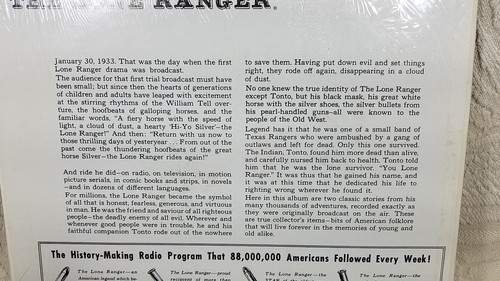 THE LONE RANGER.
January 30, 1933. That was the day when the first
Lone Ranger drama was broadcast.
The audience for that first trial broadcast must have
been small; but since then the hearts of generations
of children and adults have leaped with excitement
at the stirring rhythms of the William Tell over-
ture, the hoofbeats of galloping horses, and the
familiar words, "A fiery horse with the speed of
light, a cloud of dust, a hearty 'Hi-Yo Silver'-the
Lone Ranger!" And then: "Return with us now to
those thrilling days of yesteryear . . . From out of the
past come the thundering hoofbeats of the great
horse Silver—the Lone Ranger rides again!"
And ride he did—on radio, on television, in motion
picture serials, in comic books and strips, in novels
-and in dozens of different languages.
For millions, the Lone Ranger became the symbol
of all that is honest, fearless, generous, and virtuous
in man. He was the friend and saviour of all righteous
people—the deadly enemy of all evil. Wherever and
whenever good people were in trouble, he and his
faithful companion Tonto rode out of the nowhere
to save them. Having put down evil and set things
right, they rode off again, disappearing in a cloud
of dust.
No one knew the true identity of The Lone Ranger
except Tonto, but his black mask, his great white
horse with the silver shoes, the silver bullets from
his pearl-handled guns—all were known to the
people of the Old West.
Legend has it that he was one of a small band of
Texas Rangers who were ambushed by a gang of
outlaws and left for dead. Only this one survived.
The Indian, Tonto, found him more dead than alive,
and carefully nursed him back to health. Tonto told
him that he was the lone survivor. "You Lone
Ranger." It was thus that he gained his name, and
it was at this time that he dedicated his life to
righting wrong wherever he found it.
Here in this album are two classic stories from his
many thousands of adventures, recorded exactly as
they were originally broadcast on the air. These
are true collector's items—bits of American folklore
that will live forever in the memories of young and
old alike.
The History-Making Radio Program That 88,000,000 Americans Followed Every Week!
The Lone Ranger—an
American legend which be-
The Lone Ranger—proud
recipient of more than
The Lone Ranger—the
The Lone Ranger—the